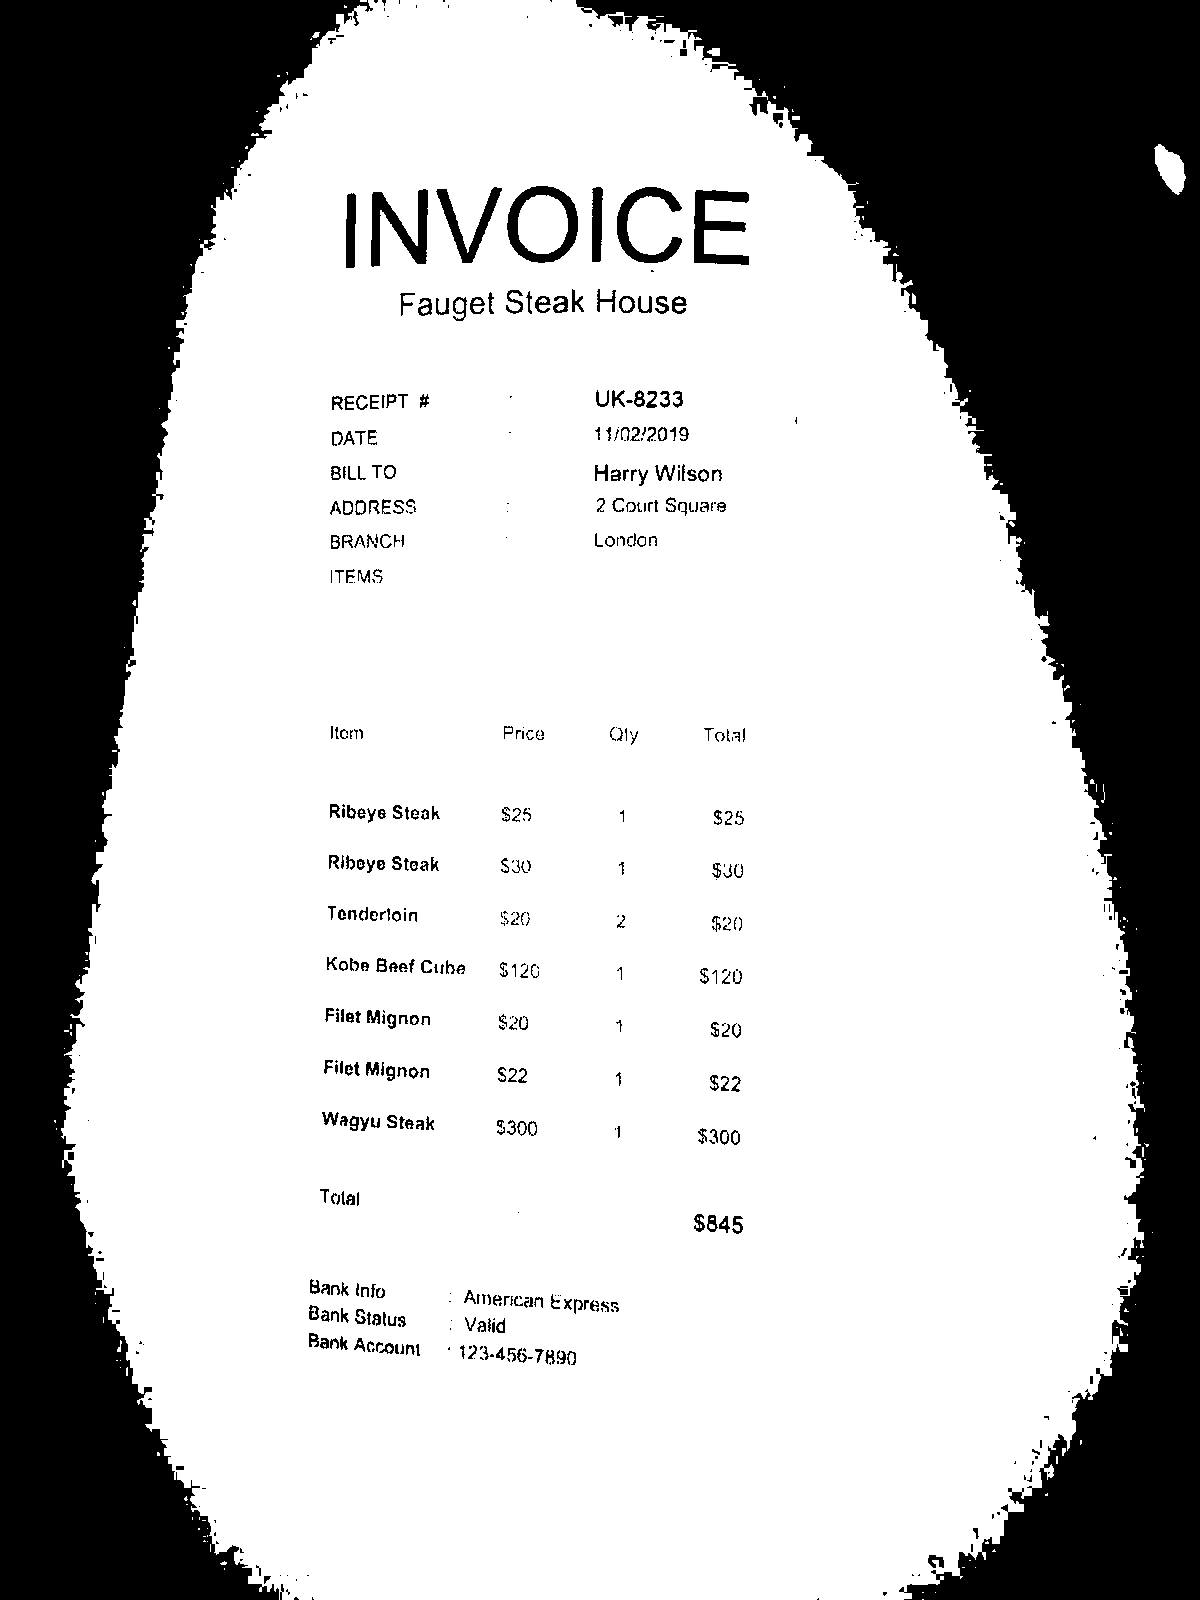 INVOICE
Fauget Steak House
RECEIPT # : UK-8233
DATE : 11/02/2019
BILL TO Harry Wilson
ADDRESS : 2 Court Square
BRANCH : London
ITEMS
Item Price Qty Total
Ribeye Steak $25 1 $25
Ribeye Steak $30 1 $30
Tenderloin $20 2 $20
Kobe Beef Cube $120 1 $120
Filet Mignon $20 1 $20
Filet Mignon $22 1 $22
Wagyu Steak $300 1 $300
Total
$845
Bank Info : American Express
Bank Status : Valid
Bank Account : 123-456-7890